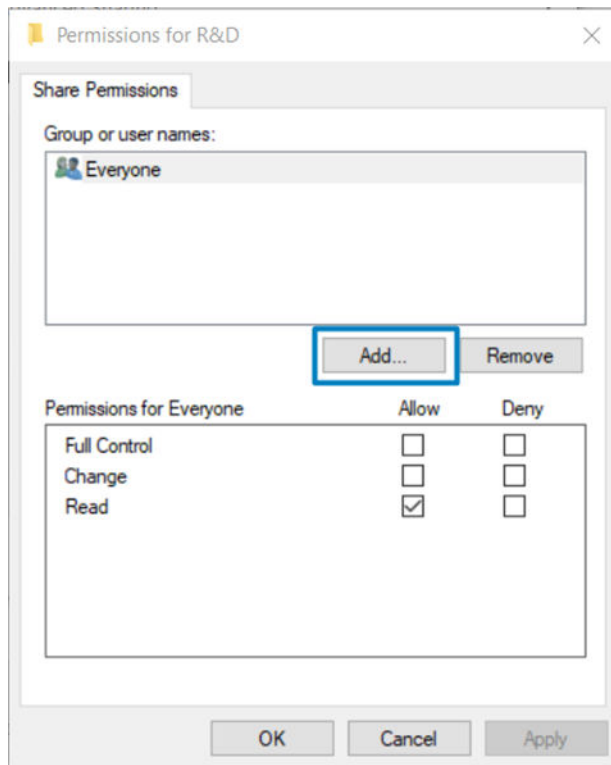 Permissions for R&D
Share Permissions
Group or user names:
Everyone
Add... Remove
Permissions for Everyone Allow Deny
Full Control
Change
Read
OK Cancel Apply